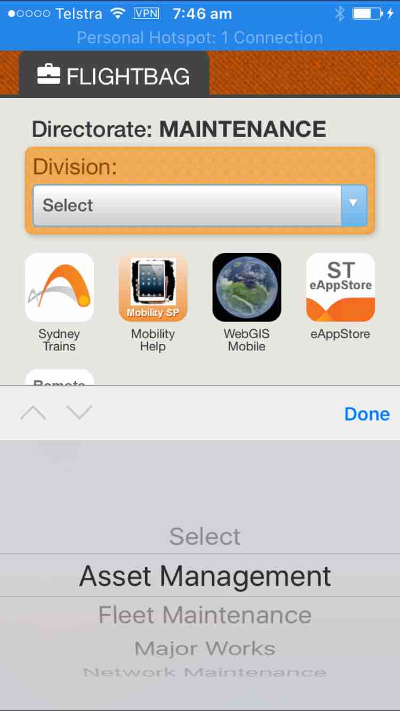 Telstra VPN 7:46 am
Personal Hotspot: 1 Connection
FLIGHTBAG
Directorate: MAINTENANCE
Division:
Select
Mobility SP
ST
eAppStore
Sydney Trains
Mobility Help
WebGIS Mobile
eAppStore
Remote
Done
Select
Asset Management
Fleet Maintenance
Major Works
Network Maintenance